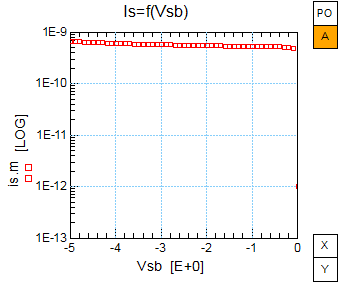 Is=f(Vsb)
PO
A
1E-9
1E-10
1E-11
1E-12
1E-13
is.m [LOG]
-5 -4 -3 -2 -1 0
Vsb [E+0]
X
Y